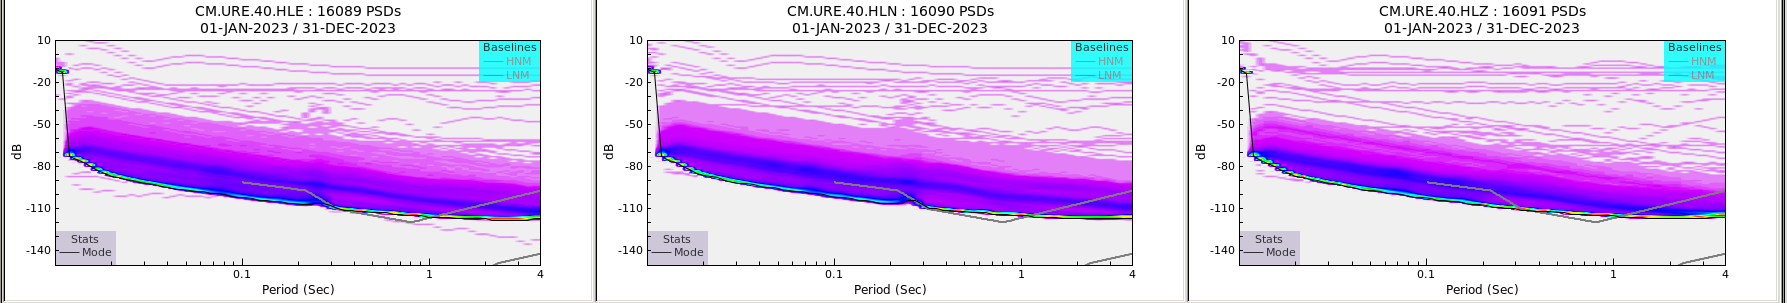 CM.URE.40.HLE : 16089 PSDs
01-JAN-2023 / 31-DEC-2023
10
-20
-50
-80
-110
-140
dB
Baselines
HNM
LNM
Stats
Mode
0.1
1
4
Period (Sec)
CM.URE.40.HLN : 16090 PSDs
01-JAN-2023 / 31-DEC-2023
10
-20
-50
-80
-110
-140
dB
Baselines
HNM
LNM
Stats
Mode
0.1
1
4
Period (Sec)
CM.URE.40.HLZ : 16091 PSDs
01-JAN-2023 / 31-DEC-2023
10
-20
-50
-80
-110
-140
dB
Baselines
HNM
LNM
Stats
Mode
0.1
1
4
Period (Sec)